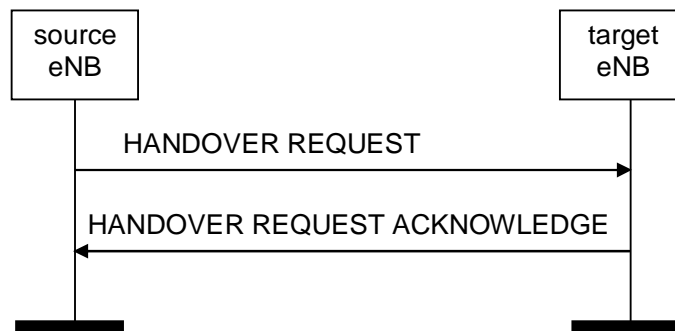 source
eNB
target
eNB
HANDOVER REQUEST
HANDOVER REQUEST ACKNOWLEDGE